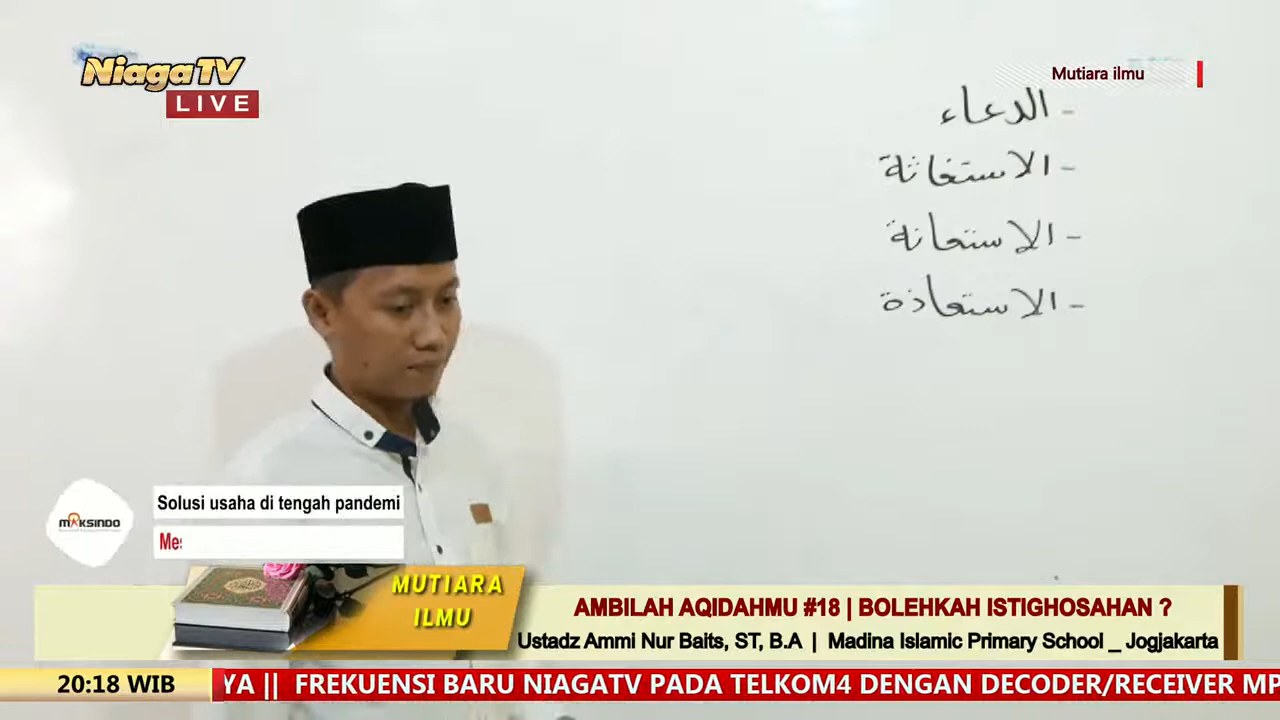 NiagaTV
LIVE
Mutiara ilmu
- الدعاء
- الاستغاثة
- الاستعانة
- الاستعاذة
Solusi usaha di tengah pandemi
MAKSINDO
Mes
MUTIARA
ILMU
AMBILAH AQIDAHMU #18 | BOLEHKAH ISTIGHOSAHAN ?
Ustadz Ammi Nur Baits, ST, B.A | Madina Islamic Primary School _ Jogjakarta
20:18 WIB
YA || FREKUENSI BARU NIAGATV PADA TELKOM4 DENGAN DECODER/RECEIVER MP